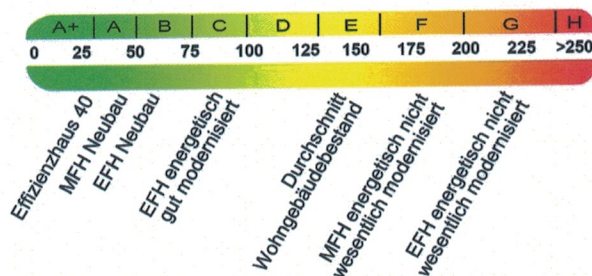 A+ A B C D E F G H
0 25 50 75 100 125 150 175 200 225 >250
Effizienzhaus 40
MFH Neubau
EFH Neubau
EFH energetisch
gut modernisiert
Durchschnitt
Wohngebäudebestand
MFH energetisch nicht
wesentlich modernisiert
EFH energetisch nicht
wesentlich modernisiert